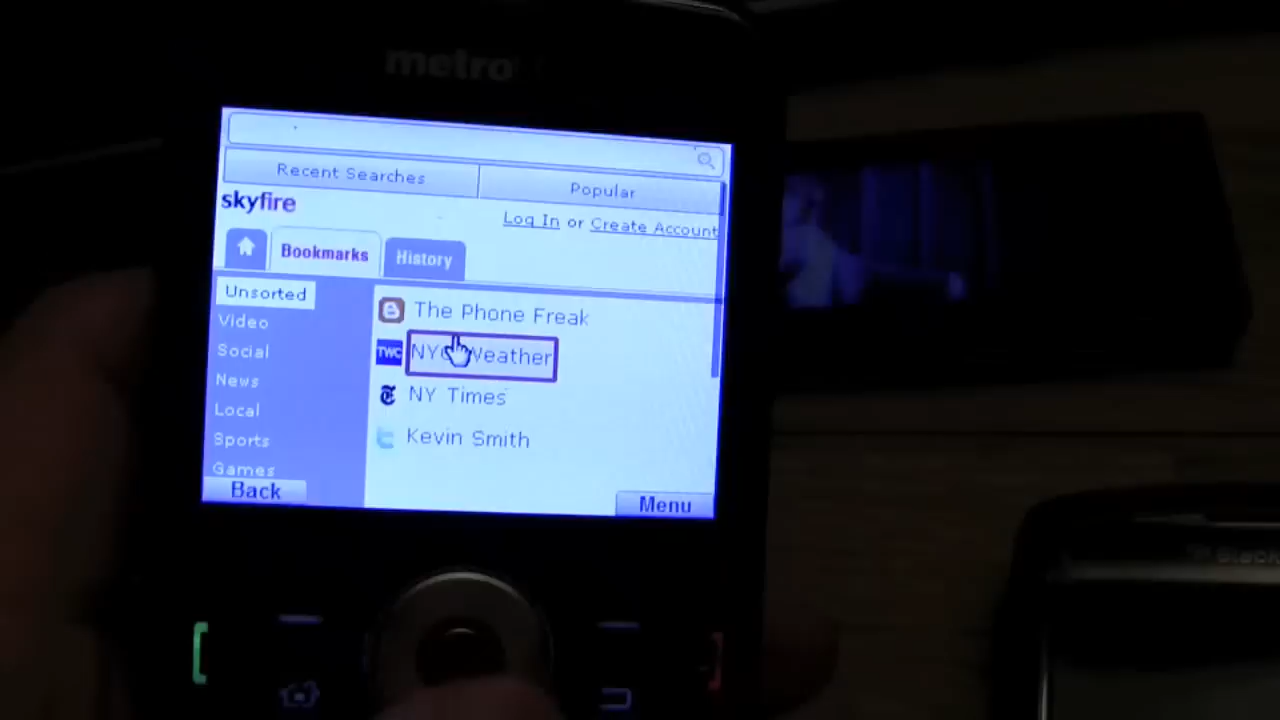 metro
Recent Searches
Popular
skyfire
Log In or Create Account
Bookmarks
History
Unsorted
Video
Social
News
Local
Sports
Games
The Phone Freak
TWC NYC Weather
NY Times
Kevin Smith
Back
Menu